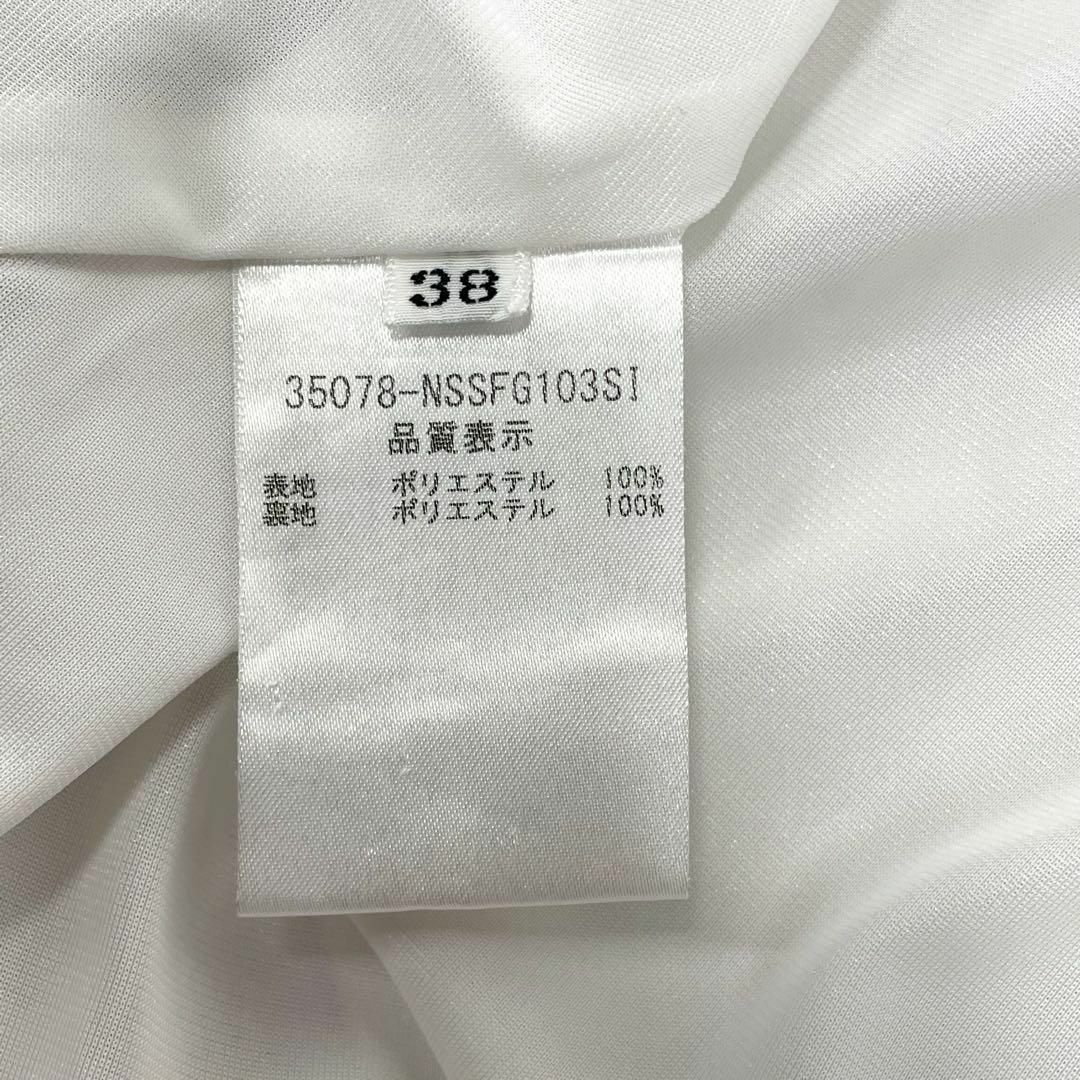 38
35078-NSSFG103SI
品質表示
表地 ポリエステル 100%
裏地 ポリエステル 100%